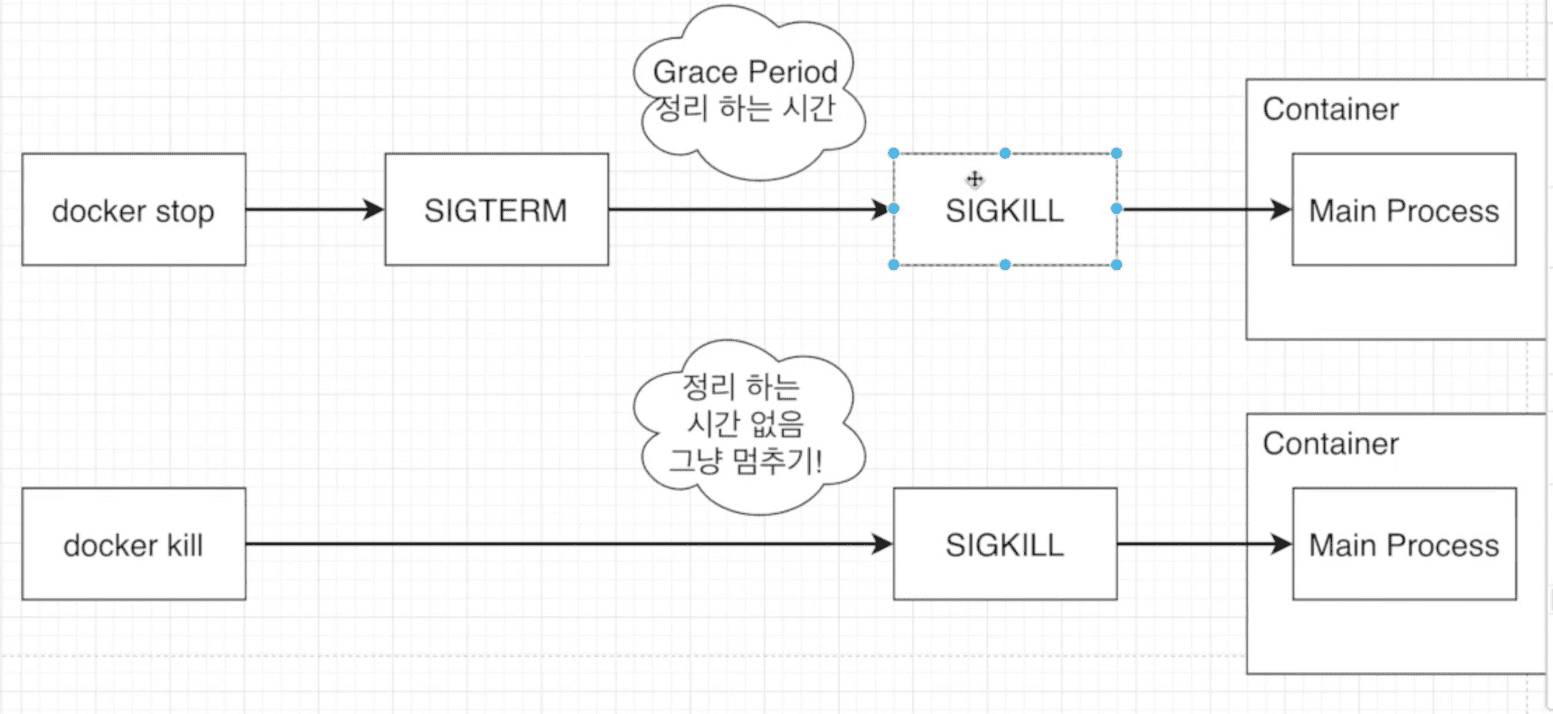 Grace Period
정리 하는 시간
Container
docker stop
SIGTERM
SIGKILL
Main Process
정리 하는
시간 없음
그냥 멈추기!
Container
docker kill
SIGKILL
Main Process